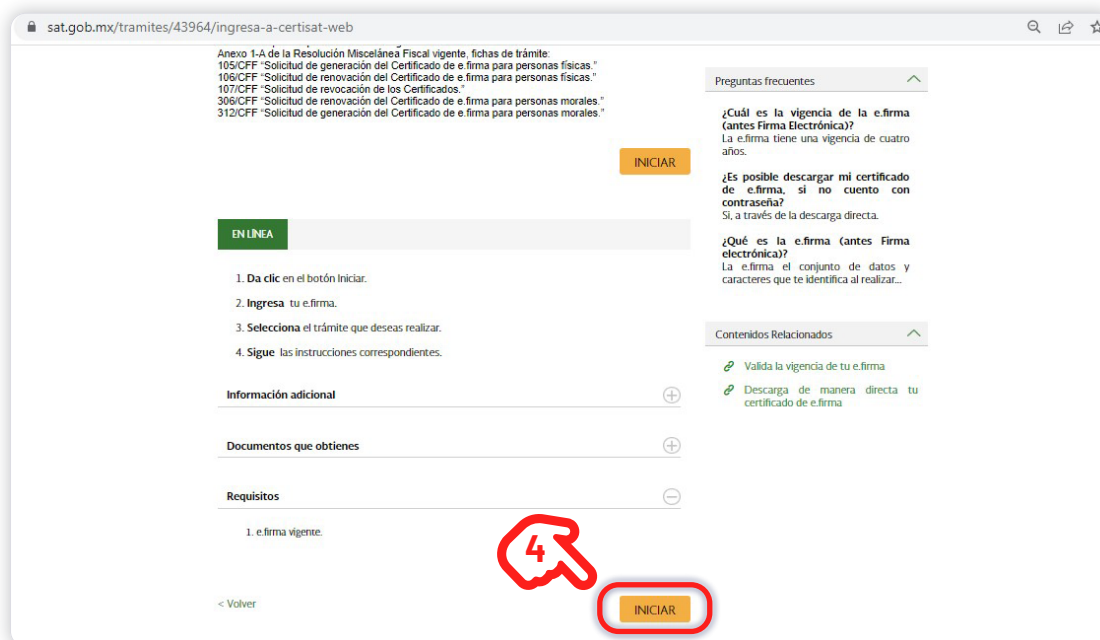 sat.gob.mx/tramites/43964/ingresa-a-certisat-web
Anexo 1-A de la Resolución Miscelánea Fiscal vigente, fichas de trámite:
105/CFF “Solicitud de generación del Certificado de e.firma para personas físicas.”
106/CFF “Solicitud de renovación del Certificado de e.firma para personas físicas.”
107/CFF “Solicitud de revocación de los Certificados.”
306/CFF “Solicitud de renovación del Certificado de e.firma para personas morales.”
312/CFF “Solicitud de generación del Certificado de e.firma para personas morales.”
INICIAR
EN LÍNEA
1. Da clic en el botón Iniciar.
2. Ingresa tu e.firma.
3. Selecciona el trámite que deseas realizar.
4. Sigue las instrucciones correspondientes.
Información adicional
Documentos que obtienes
Requisitos
1. e.firma vigente.
4
< Volver
INICIAR
Preguntas frecuentes
¿Cuál es la vigencia de la e.firma
(antes Firma Electrónica)?
La e.firma tiene una vigencia de cuatro
años.
¿Es posible descargar mi certificado
de e.firma, si no cuento con
contraseña?
Si, a través de la descarga directa.
¿Qué es la e.firma (antes Firma
electrónica)?
La e.firma el conjunto de datos y
caracteres que te identifica al realizar...
Contenidos Relacionados
Valida la vigencia de tu e.firma
Descarga de manera directa tu
certificado de e.firma